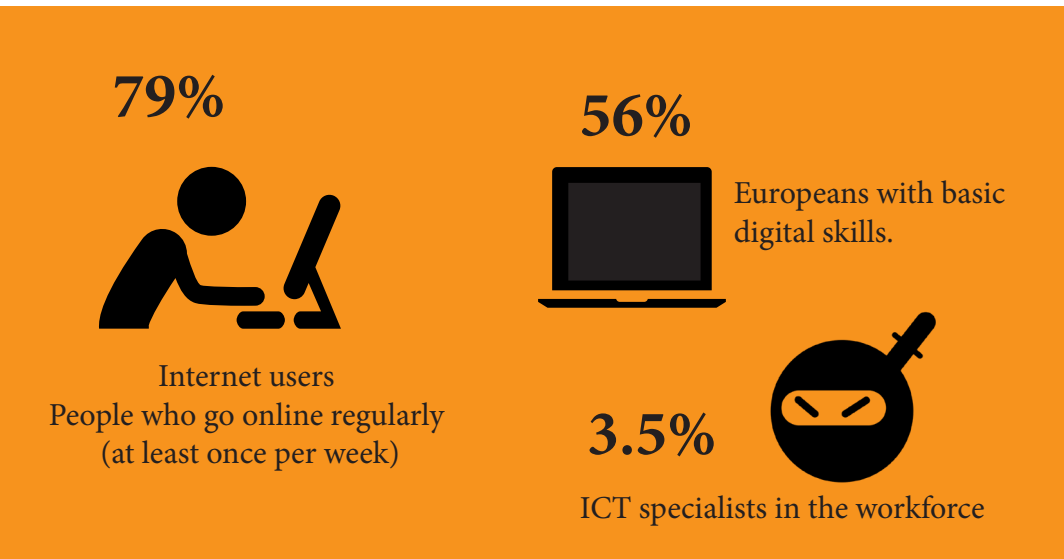 79%
Internet users
People who go online regularly
(at least once per week)
56%
Europeans with basic
digital skills.
3.5%
ICT specialists in the workforce